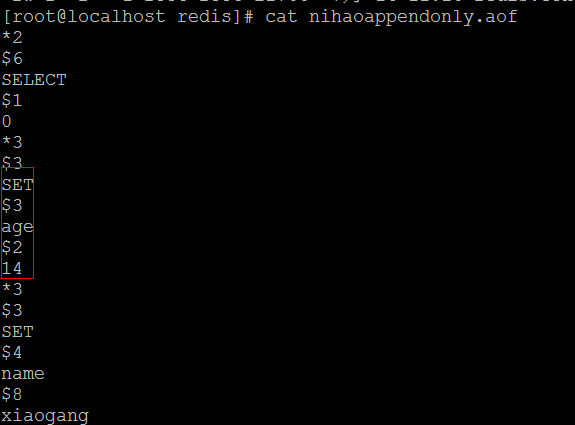 [root@localhost redis]# cat nihaoappendonly.aof
*2
$6
SELECT
$1
0
*3
$3
SET
$3
age
$2
14
*3
$3
SET
$4
name
$8
xiaogang